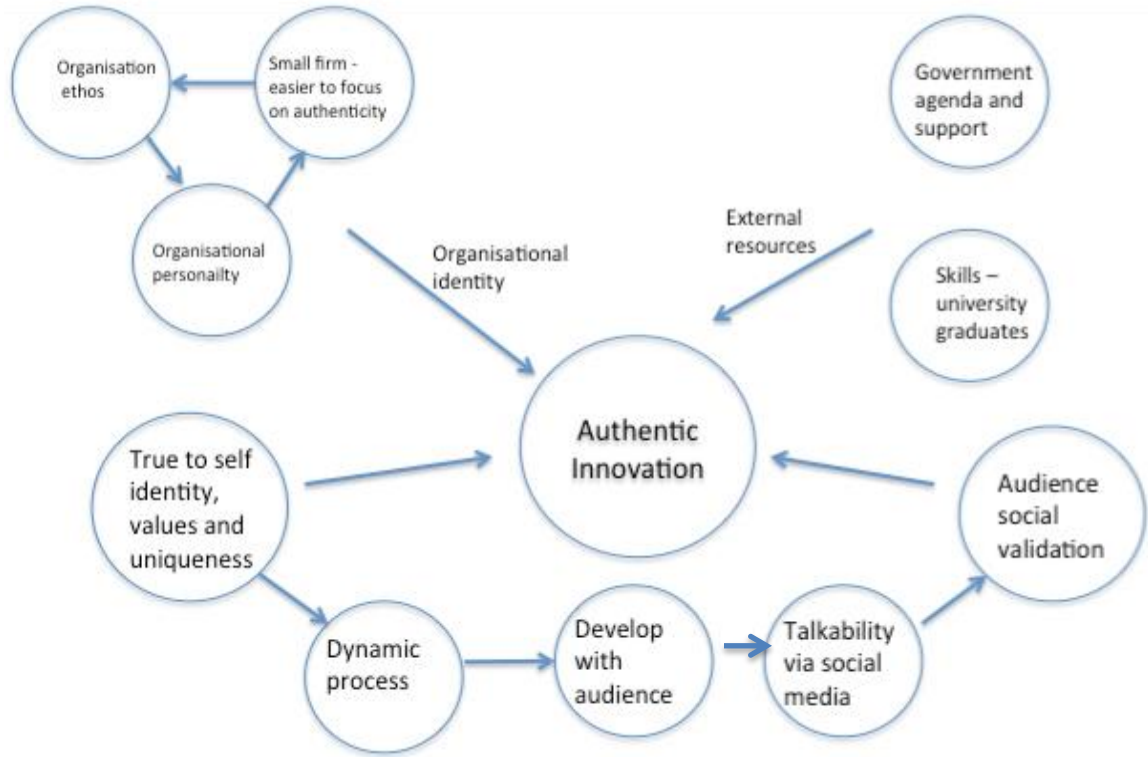 Organisation
ethos
Small firm -
easier to focus
on authenticity
Organisational
personailty
Government
agenda and
support
External
resources
Organisational
identity
Skills –
university
graduates
Authentic
Innovation
True to self
identity,
values and
uniqueness
Audience
social
validation
Dynamic
process
Develop
with
audience
Talkability
via social
media